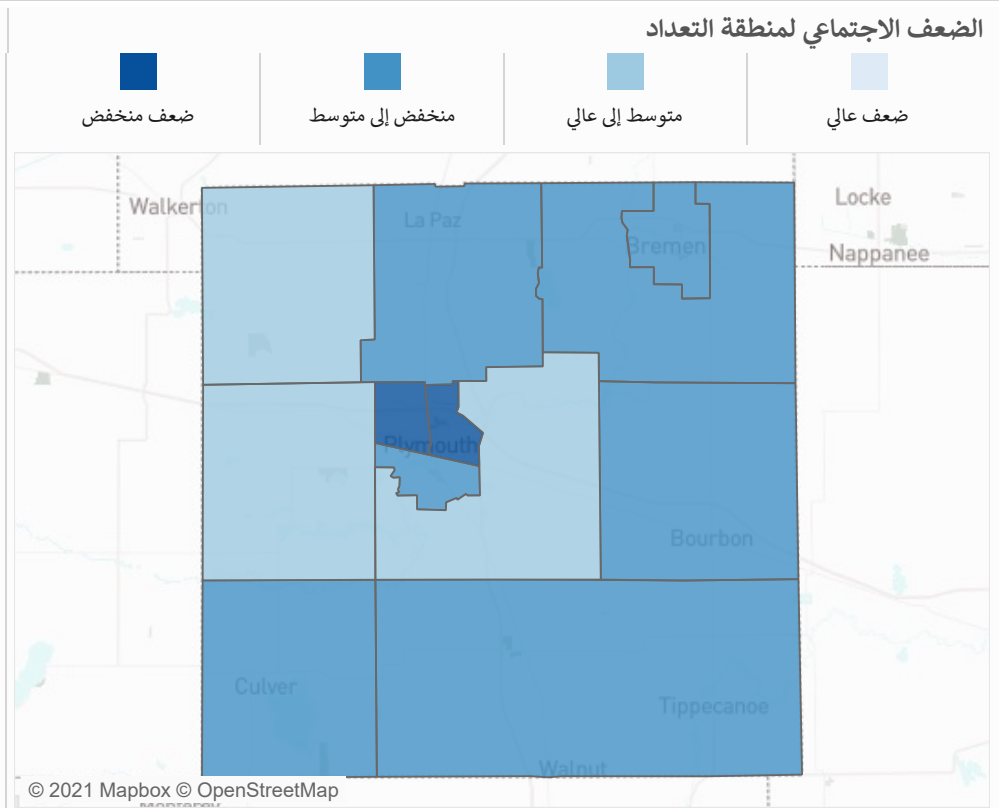 الضعف الاجتماعي لمنطقة التعداد
ضعف عالي
متوسط إلى عالي
منخفض إلى متوسط
ضعف منخفض
Walkerton
La Paz
Locke
Bremen
Nappanee
Plymouth
Bourbon
Culver
Tippecanoe
Walnut
© 2021 Mapbox © OpenStreetMap
Monterey